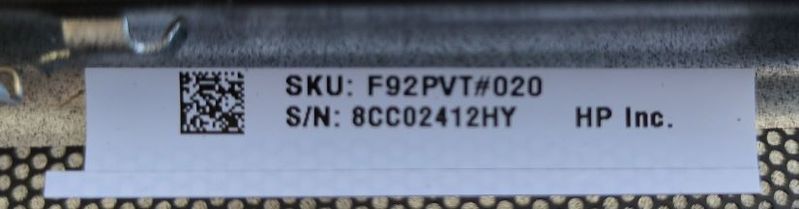 SKU: F92PVT#020
S/N: 8CC02412HY HP Inc.